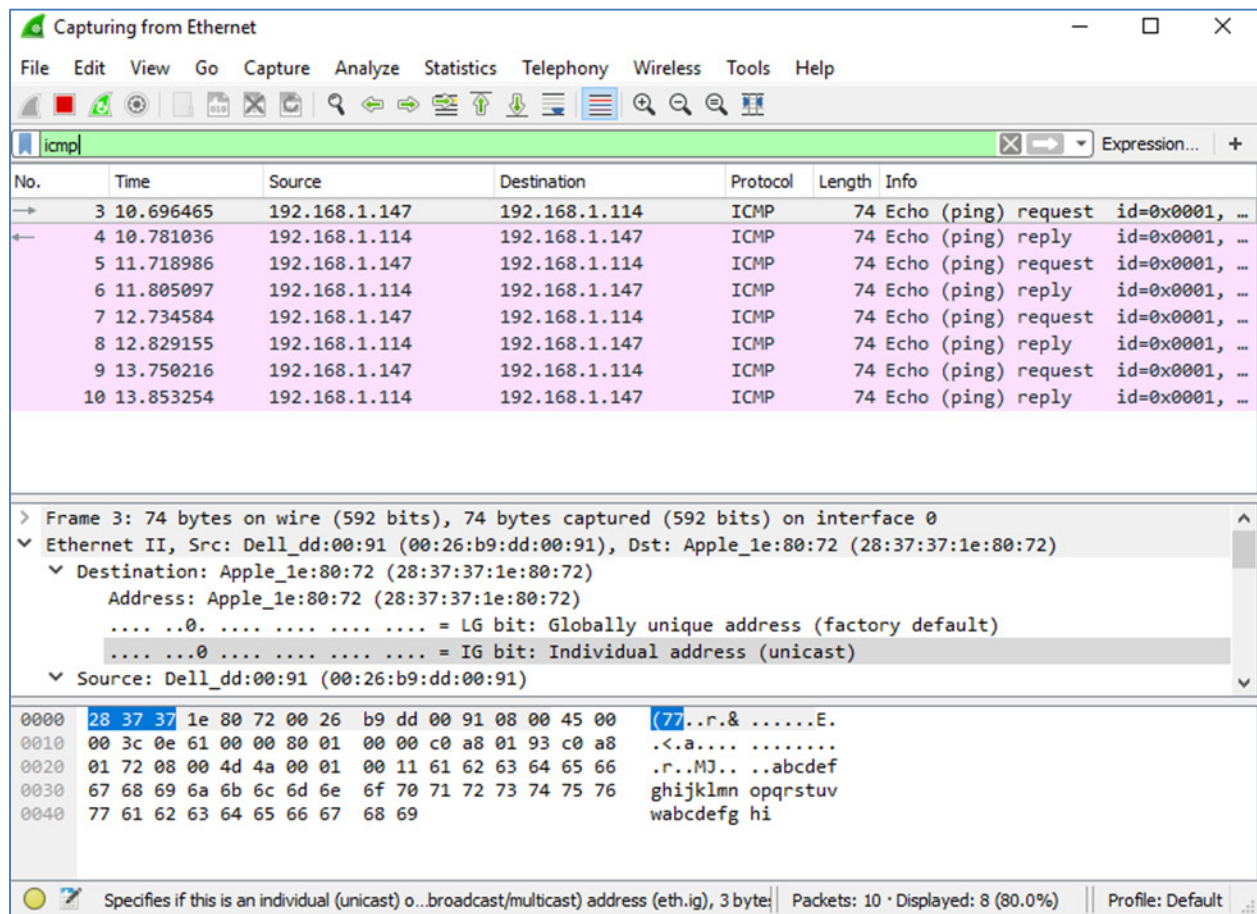 Capturing from Ethernet
File Edit View Go Capture Analyze Statistics Telephony Wireless Tools Help
icmp Expression... +
No. Time Source Destination Protocol Length Info
3 10.696465 192.168.1.147 192.168.1.114 ICMP 74 Echo (ping) request id=0x0001, …
4 10.781036 192.168.1.114 192.168.1.147 ICMP 74 Echo (ping) reply id=0x0001, …
5 11.718986 192.168.1.147 192.168.1.114 ICMP 74 Echo (ping) request id=0x0001, …
6 11.805097 192.168.1.114 192.168.1.147 ICMP 74 Echo (ping) reply id=0x0001, …
7 12.734584 192.168.1.147 192.168.1.114 ICMP 74 Echo (ping) request id=0x0001, …
8 12.829155 192.168.1.114 192.168.1.147 ICMP 74 Echo (ping) reply id=0x0001, …
9 13.750216 192.168.1.147 192.168.1.114 ICMP 74 Echo (ping) request id=0x0001, …
10 13.853254 192.168.1.114 192.168.1.147 ICMP 74 Echo (ping) reply id=0x0001, …
Frame 3: 74 bytes on wire (592 bits), 74 bytes captured (592 bits) on interface 0
Ethernet II, Src: Dell_dd:00:91 (00:26:b9:dd:00:91), Dst: Apple_1e:80:72 (28:37:37:1e:80:72)
Destination: Apple_1e:80:72 (28:37:37:1e:80:72)
Address: Apple_1e:80:72 (28:37:37:1e:80:72)
.... ..0. .... .... .... .... = LG bit: Globally unique address (factory default)
.... ...0 .... .... .... .... = IG bit: Individual address (unicast)
Source: Dell_dd:00:91 (00:26:b9:dd:00:91)
0000 28 37 37 1e 80 72 00 26 b9 dd 00 91 08 00 45 00 (77..r.& ......E.
0010 00 3c 0e 61 00 00 80 01 00 00 c0 a8 01 93 c0 a8 .<.a.... ........
0020 01 72 08 00 4d 4a 00 01 00 11 61 62 63 64 65 66 .r..MJ.. ..abcdef
0030 67 68 69 6a 6b 6c 6d 6e 6f 70 71 72 73 74 75 76 ghijklmn opqrstuv
0040 77 61 62 63 64 65 66 67 68 69 wabcdefg hi
Specifies if this is an individual (unicast) o...broadcast/multicast) address (eth.ig), 3 bytes Packets: 10 · Displayed: 8 (80.0%) Profile: Default